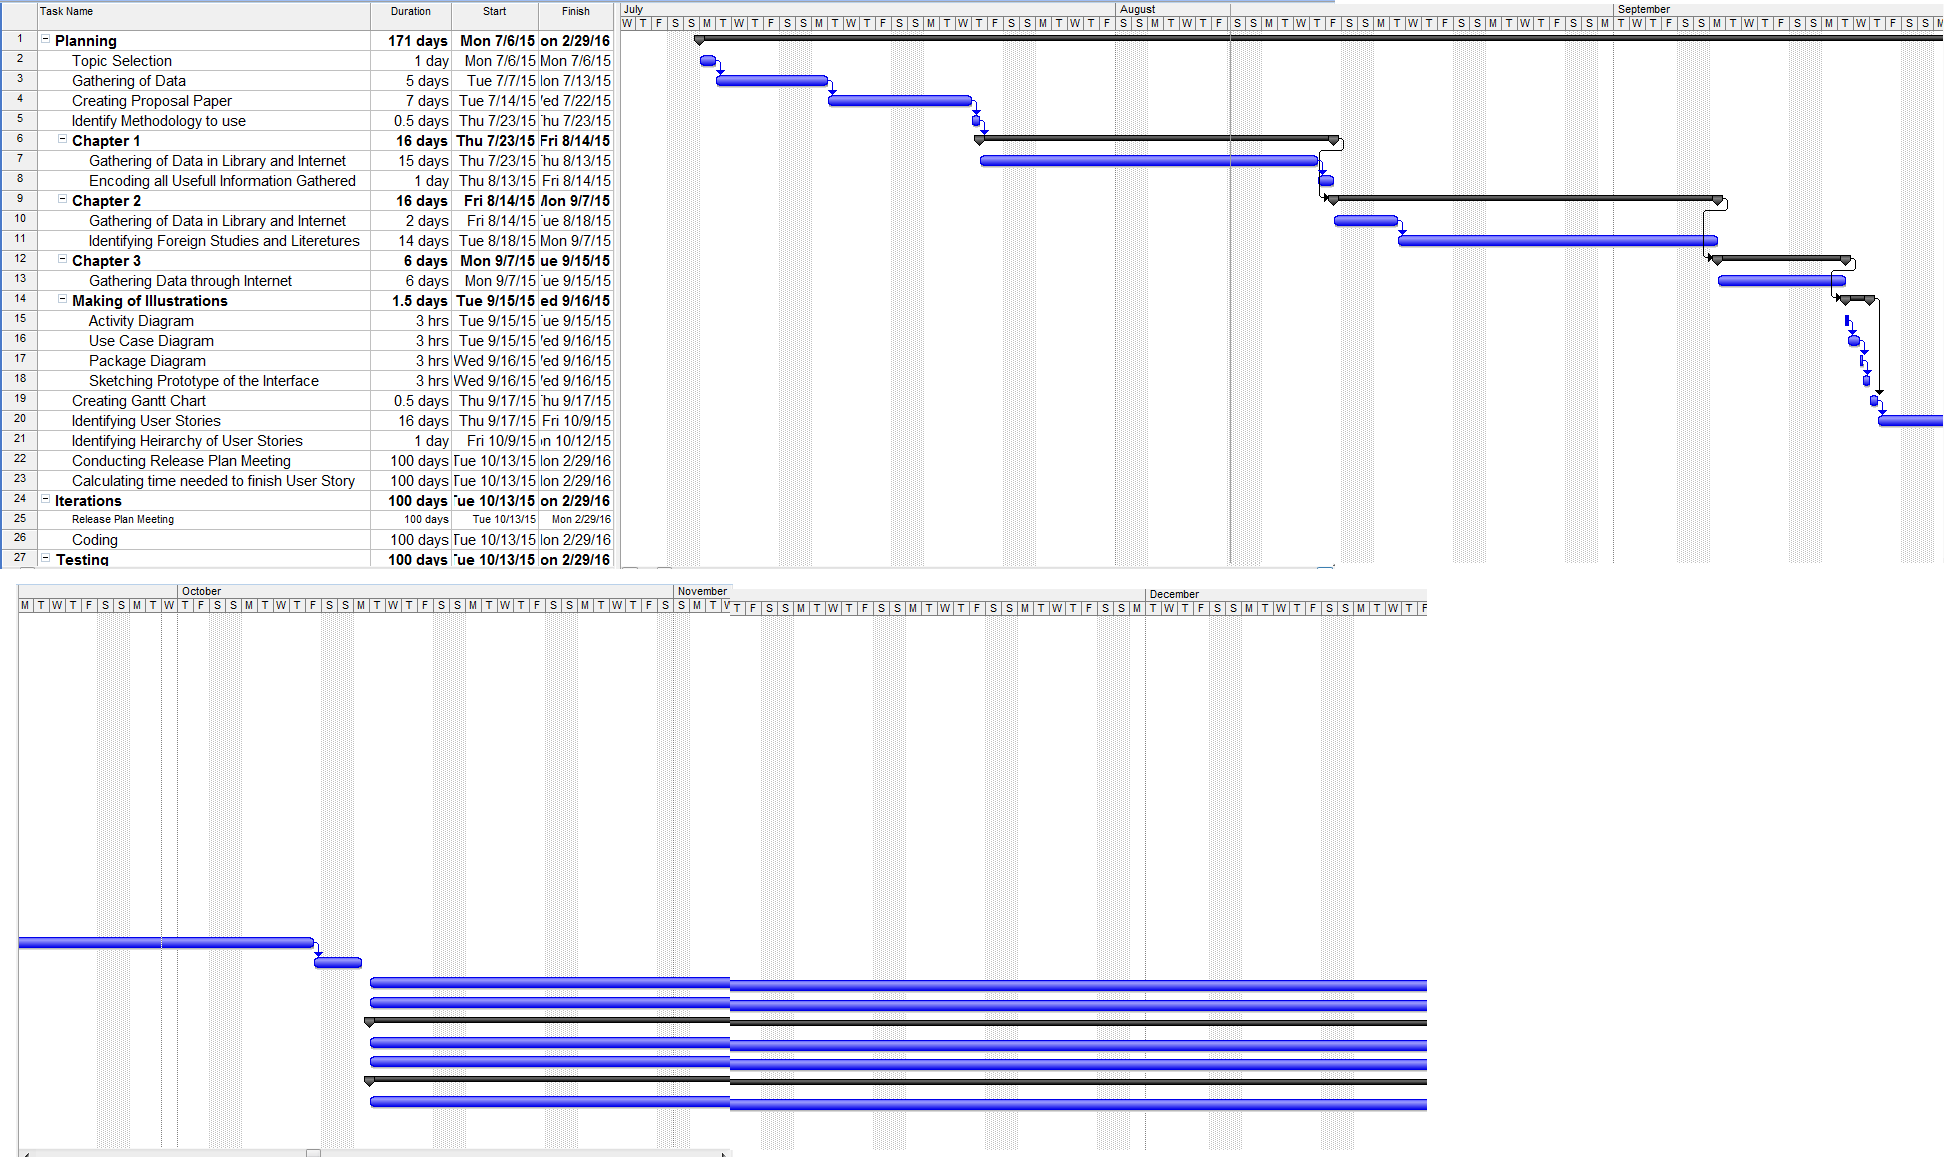 Task Name Duration Start Finish July August September
W T F S S M T W T F S S M T W T F S S M T W T F S S M T W T F S S M T W T F S S M T W T F S S M T W T F S S M T W T F S S M T W T F S S M T W T F S S M T W T F S S M
1 Planning 171 days Mon 7/6/15 on 2/29/16
2 Topic Selection 1 day Mon 7/6/15 Mon 7/6/15
3 Gathering of Data 5 days Tue 7/7/15 on 7/13/15
4 Creating Proposal Paper 7 days Tue 7/14/15 ed 7/22/15
5 Identify Methodology to use 0.5 days Thu 7/23/15 hu 7/23/15
6 Chapter 1 16 days Thu 7/23/15 Fri 8/14/15
7 Gathering of Data in Library and Internet 15 days Thu 7/23/15 hu 8/13/15
8 Encoding all Usefull Information Gathered 1 day Thu 8/13/15 Fri 8/14/15
9 Chapter 2 16 days Fri 8/14/15 on 9/7/15
10 Gathering of Data in Library and Internet 2 days Fri 8/14/15 ue 8/18/15
11 Identifying Foreign Studies and Literetures 14 days Tue 8/18/15 Mon 9/7/15
12 Chapter 3 6 days Mon 9/7/15 ue 9/15/15
13 Gathering Data through Internet 6 days Mon 9/7/15 ue 9/15/15
14 Making of Illustrations 1.5 days Tue 9/15/15 ed 9/16/15
15 Activity Diagram 3 hrs Tue 9/15/15 ue 9/15/15
16 Use Case Diagram 3 hrs Tue 9/15/15 ed 9/16/15
17 Package Diagram 3 hrs Wed 9/16/15 ed 9/16/15
18 Sketching Prototype of the Interface 3 hrs Wed 9/16/15 ed 9/16/15
19 Creating Gantt Chart 0.5 days Thu 9/17/15 hu 9/17/15
20 Identifying User Stories 16 days Thu 9/17/15 Fri 10/9/15
21 Identifying Heirarchy of User Stories 1 day Fri 10/9/15 on 10/12/15
22 Conducting Release Plan Meeting 100 days Tue 10/13/15 on 2/29/16
23 Calculating time needed to finish User Story 100 days Tue 10/13/15 on 2/29/16
24 Iterations 100 days ue 10/13/15 on 2/29/16
25 Release Plan Meeting 100 days Tue 10/13/15 Mon 2/29/16
26 Coding 100 days Tue 10/13/15 on 2/29/16
27 Testing 100 days Tue 10/13/15 on 2/29/16
October November December
M T W T F S S M T W T F S S M T W T F S S M T W T F S S M T W T F S S M T W T F S S M T W T F S S M T W T F S S M T W T F S S M T W T F S S M T W T F S S M T W T F S S M T W T F S S M T W T F